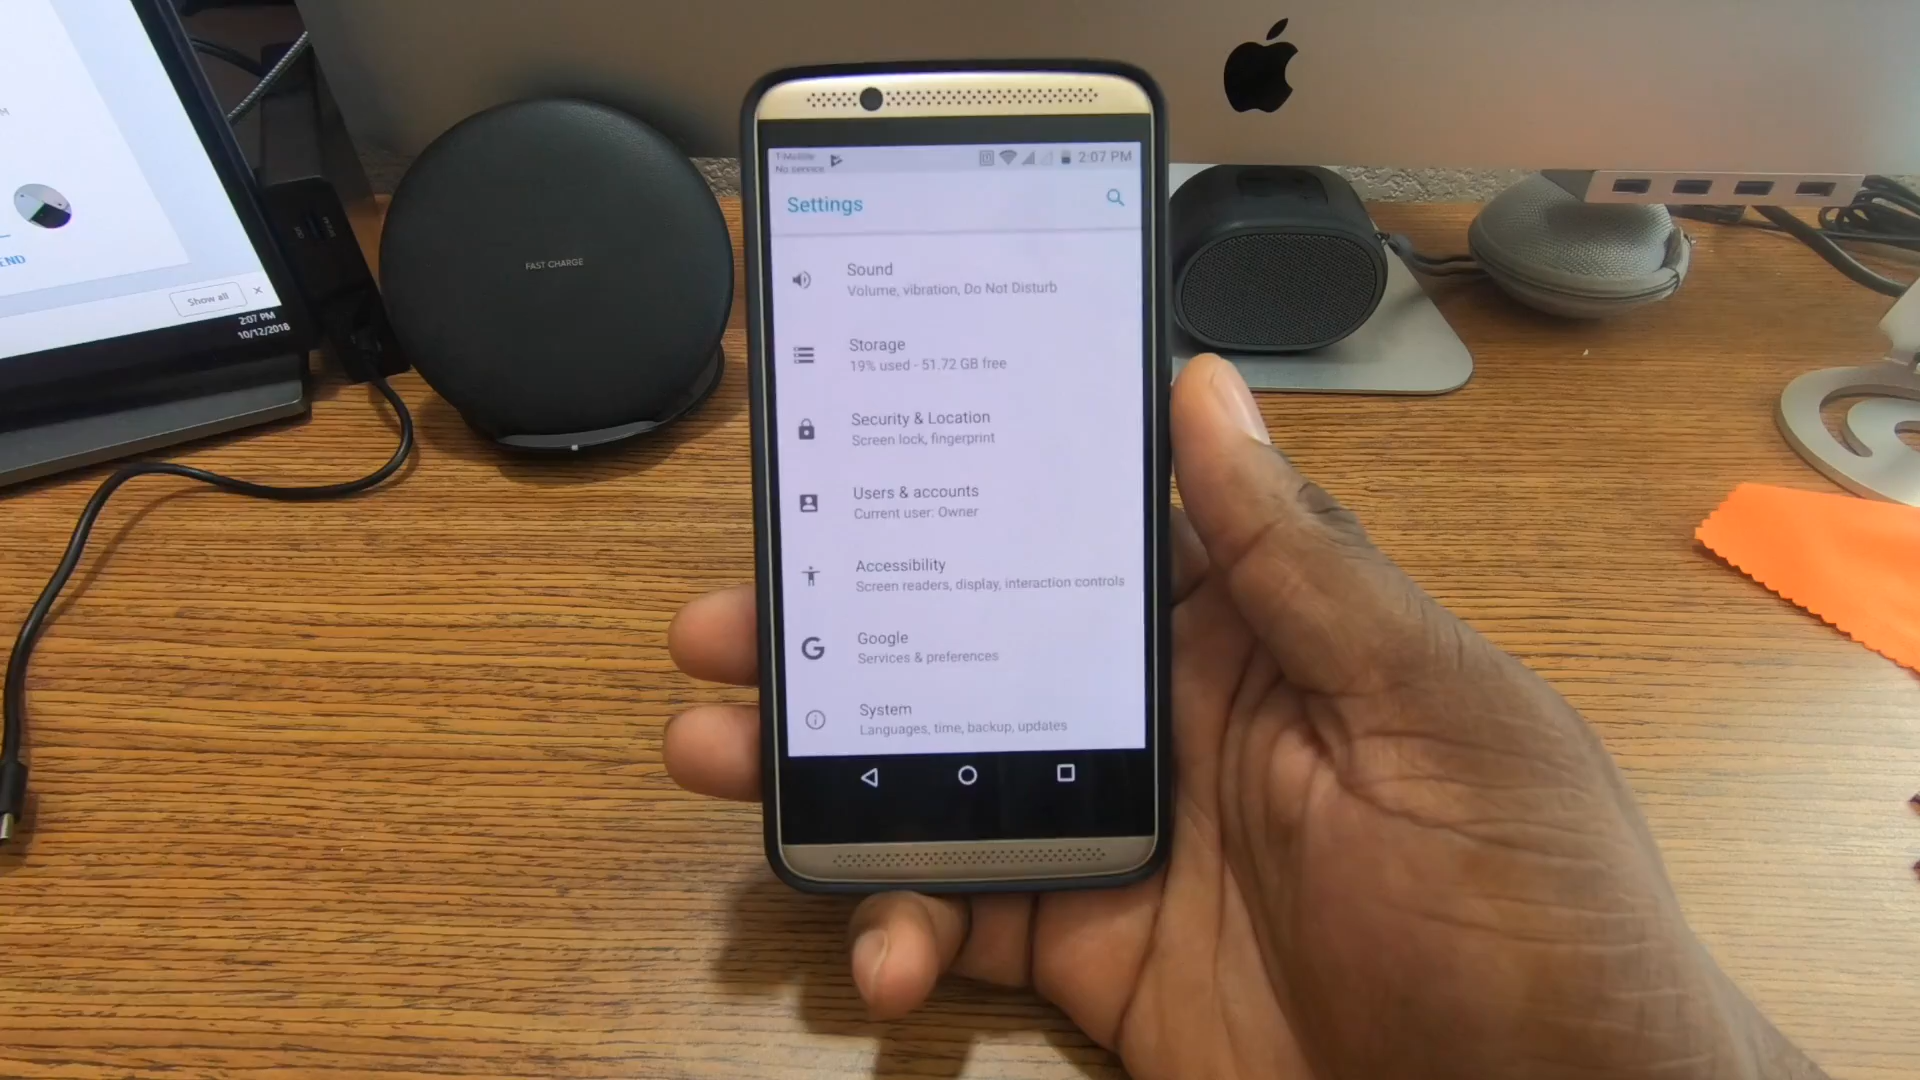 T-Mobile
No service
2:07 PM
Settings
Sound
Volume, vibration, Do Not Disturb
Storage
19% used - 51.72 GB free
Security & Location
Screen lock, fingerprint
Users & accounts
Current user: Owner
Accessibility
Screen readers, display, interaction controls
Google
Services & preferences
System
Languages, time, backup, updates
FAST CHARGE
Show all
2:07 PM
10/12/2018